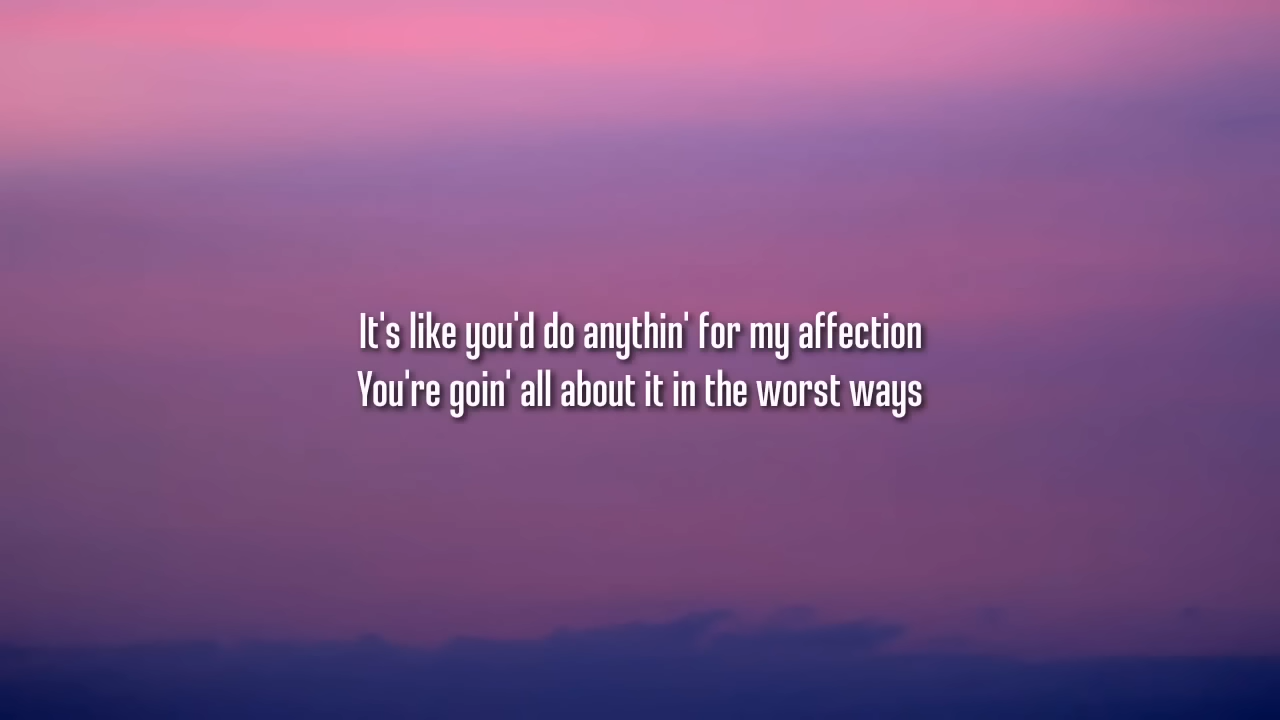 It's like you'd do anythin' for my affection
You're goin' all about it in the worst ways